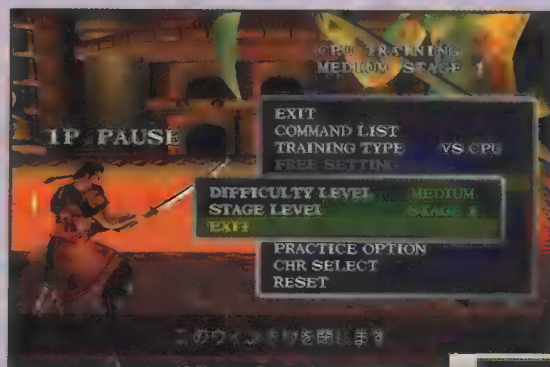 CPU TRAINING
MEDIUM STAGE 1
1P PAUSE
EXIT
COMMAND LIST
TRAINING TYPE VS CPU
FREE SETTING
DIFFICULTY LEVEL MEDIUM
STAGE LEVEL STAGE 1
EXIT
PRACTICE OPTION
CHR SELECT
RESET
このウィンドウを閉じます